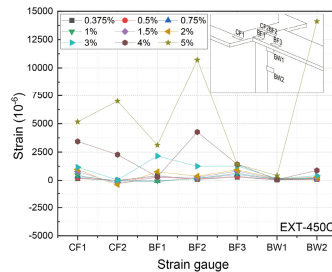 0.375% 0.5% 0.75%
1% 1.5% 2%
3% 4% 5%
CF2
CF1
BF2
BF1
BF3
BW1
BW2
15000
12500
10000
7500
5000
2500
0
-2500
-5000
Strain (10⁻⁶)
CF1 CF2 BF1 BF2 BF3 BW1 BW2
Strain gauge
EXT-450C